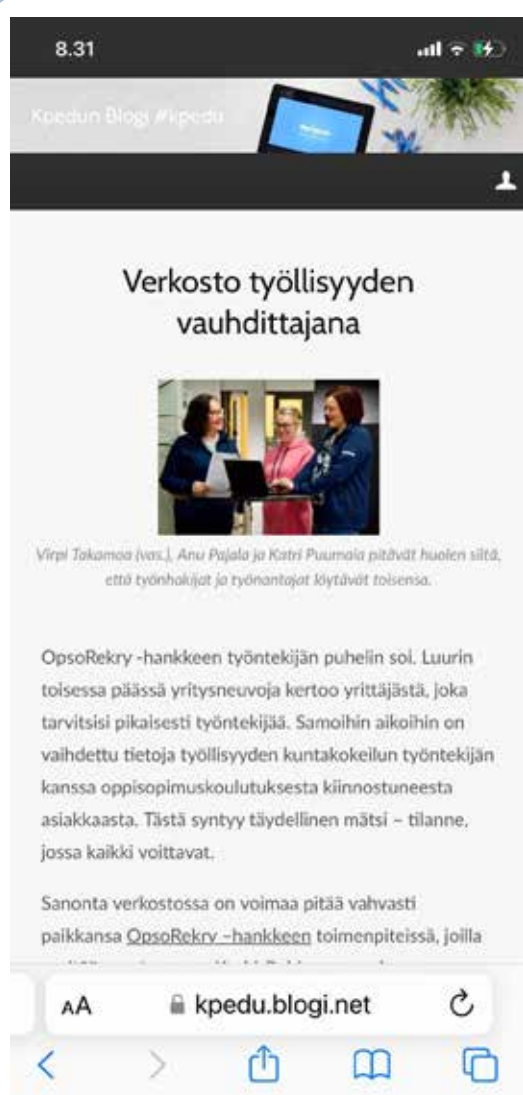 8.31
Kpedun Blogi #kpedu
Verkosto työllisyyden
vauhdittajana
Virpi Takamaa (vas.), Anu Pajala ja Katri Puumala pitävät huolen siitä,
että työnhakijat ja työnantajat löytävät toisensa.
OpsoRekry -hankkeen työntekijän puhelin soi. Luurin
toisessa päässä yritysneuvoja kertoo yrittäjästä, joka
tarvitsisi pikaisesti työntekijää. Samoihin aikoihin on
vaihdettu tietoja työllisyyden kuntakokeilun työntekijän
kanssa oppisopimuskoulutuksesta kiinnostuneesta
asiakkaasta. Tästä syntyy täydellinen mätsi – tilanne,
jossa kaikki voittavat.
Sanonta verkostossa on voimaa pitää vahvasti
paikkansa OpsoRekry –hankkeen toimenpiteissä, joilla
AA kpedu.blogi.net